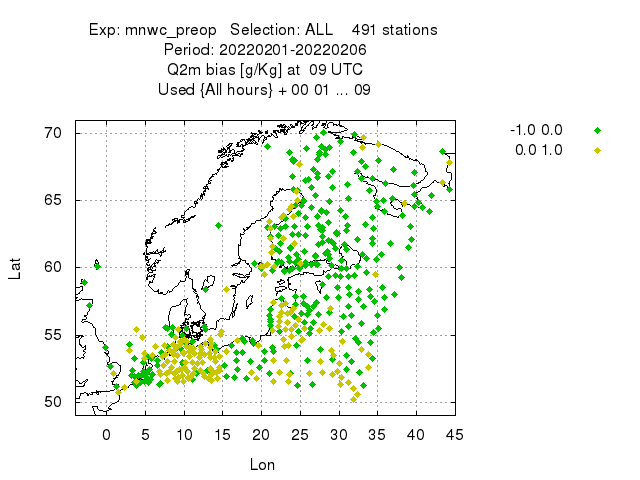 Exp: mnwc_preop   Selection: ALL    491 stations
Period: 20220201-20220206
Q2m bias [g/Kg] at  09 UTC
Used {All hours} + 00 01 ... 09
-1.0 0.0
0.0 1.0
70
65
60
55
50
Lat
0 5 10 15 20 25 30 35 40 45
Lon